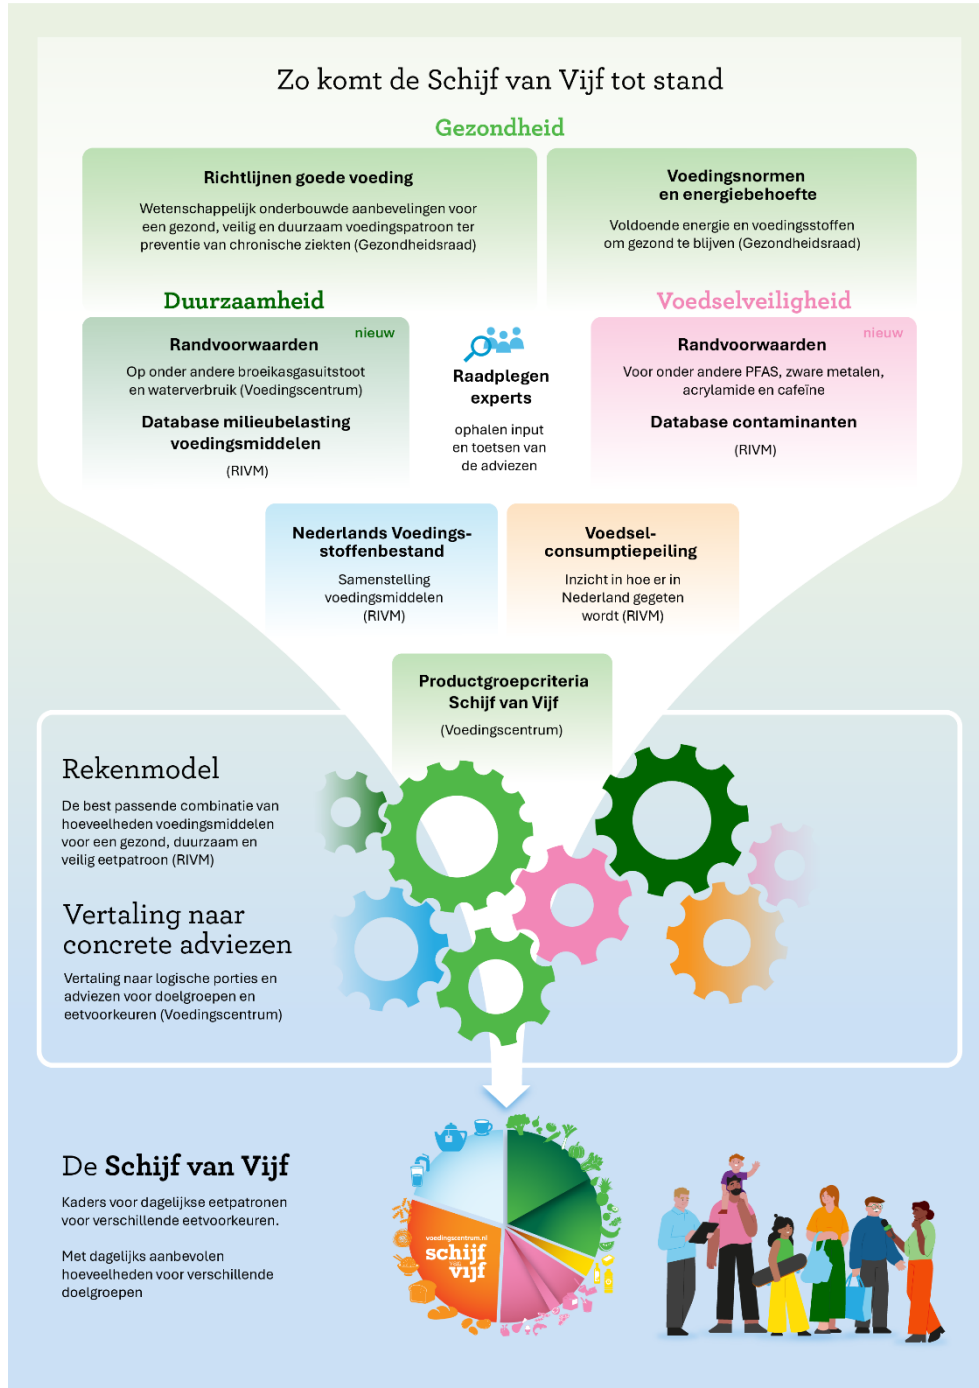 Zo komt de Schijf van Vijf tot stand
Gezondheid
Richtlijnen goede voeding
Wetenschappelijk onderbouwde aanbevelingen voor
een gezond, veilig en duurzaam voedingspatroon ter
preventie van chronische ziekten (Gezondheidsraad)
Voedingsnormen
en energiebehoefte
Voldoende energie en voedingsstoffen
om gezond te blijven (Gezondheidsraad)
Duurzaamheid
nieuw
Randvoorwaarden
Op onder andere broeikasgasuitstoot
en waterverbruik (Voedingscentrum)
Database milieubelasting
voedingsmiddelen
(RIVM)
Raadplegen
experts
ophalen input
en toetsen van
de adviezen
Voedselveiligheid
nieuw
Randvoorwaarden
Voor onder andere PFAS, zware metalen,
acrylamide en cafeïne
Database contaminanten
(RIVM)
Nederlands Voedings-
stoffenbestand
Samenstelling
voedingsmiddelen
(RIVM)
Voedsel-
consumptiepeiling
Inzicht in hoe er in
Nederland gegeten
wordt (RIVM)
Productgroepcriteria
Schijf van Vijf
(Voedingscentrum)
Rekenmodel
De best passende combinatie van
hoeveelheden voedingsmiddelen
voor een gezond, duurzaam en
veilig eetpatroon (RIVM)
Vertaling naar
concrete adviezen
Vertaling naar logische porties en
adviezen voor doelgroepen en
eetvoorkeuren (Voedingscentrum)
De Schijf van Vijf
Kaders voor dagelijkse eetpatronen
voor verschillende eetvoorkeuren.
Met dagelijks aanbevolen
hoeveelheden voor verschillende
doelgroepen
voedingscentrum.nl
schijf
van
vijf